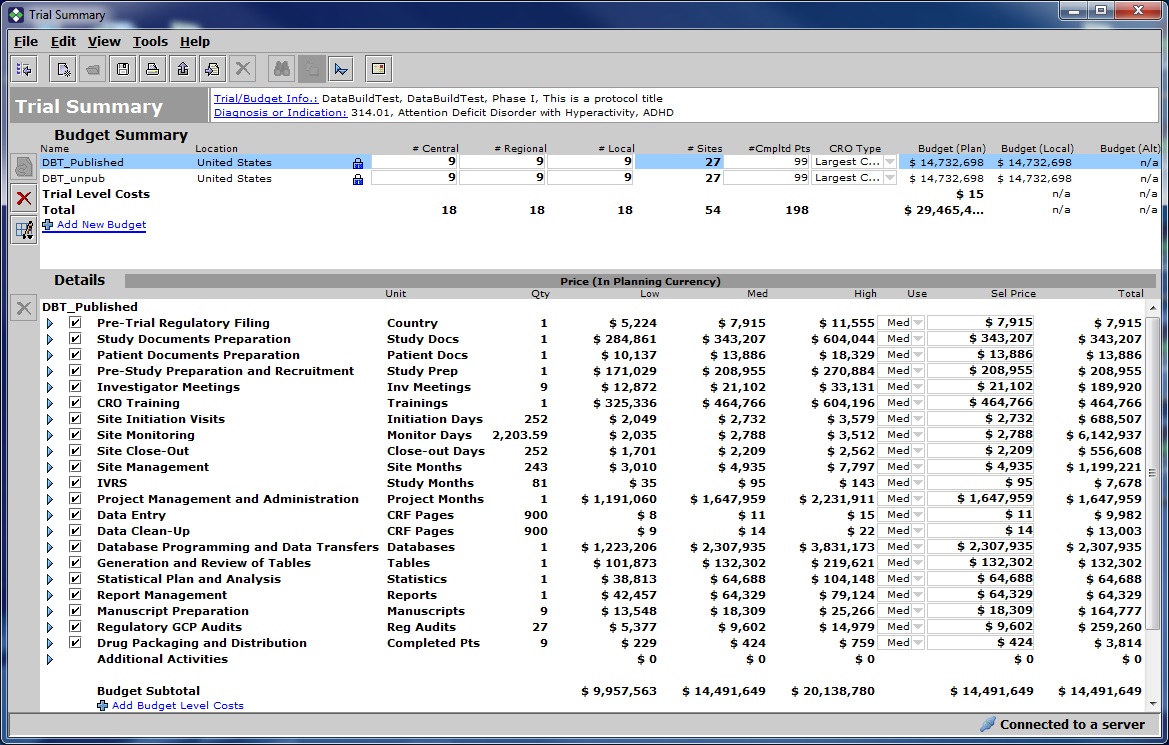 Trial Summary
File Edit View Tools Help
Trial Summary
Trial/Budget Info.: DataBuildTest, DataBuildTest, Phase I, This is a protocol title
Diagnosis or Indication: 314.01, Attention Deficit Disorder with Hyperactivity, ADHD
Budget Summary
Name Location # Central # Regional # Local # Sites #Cmpltd Pts CRO Type Budget (Plan) Budget (Local) Budget (Alt)
DBT_Published United States 9 9 9 27 99 Largest C... $ 14,732,698 $ 14,732,698 n/a
DBT_unpub United States 9 9 9 27 99 Largest C... $ 14,732,698 $ 14,732,698 n/a
Trial Level Costs $ 15 n/a n/a
Total 18 18 18 54 198 $ 29,465,4... n/a n/a
Add New Budget
Details Price (In Planning Currency)
Unit Qty Low Med High Use Sel Price Total
DBT_Published
Pre-Trial Regulatory Filing Country 1 $ 5,224 $ 7,915 $ 11,555 Med $ 7,915 $ 7,915
Study Documents Preparation Study Docs 1 $ 284,861 $ 343,207 $ 604,044 Med $ 343,207 $ 343,207
Patient Documents Preparation Patient Docs 1 $ 10,137 $ 13,886 $ 18,329 Med $ 13,886 $ 13,886
Pre-Study Preparation and Recruitment Study Prep 1 $ 171,029 $ 208,955 $ 270,884 Med $ 208,955 $ 208,955
Investigator Meetings Inv Meetings 9 $ 12,872 $ 21,102 $ 33,131 Med $ 21,102 $ 189,920
CRO Training Trainings 1 $ 325,336 $ 464,766 $ 604,196 Med $ 464,766 $ 464,766
Site Initiation Visits Initiation Days 252 $ 2,049 $ 2,732 $ 3,579 Med $ 2,732 $ 688,507
Site Monitoring Monitor Days 2,203.59 $ 2,035 $ 2,788 $ 3,512 Med $ 2,788 $ 6,142,937
Site Close-Out Close-out Days 252 $ 1,701 $ 2,209 $ 2,562 Med $ 2,209 $ 556,608
Site Management Site Months 243 $ 3,010 $ 4,935 $ 7,797 Med $ 4,935 $ 1,199,221
IVRS Study Months 81 $ 35 $ 95 $ 143 Med $ 95 $ 7,678
Project Management and Administration Project Months 1 $ 1,191,060 $ 1,647,959 $ 2,231,911 Med $ 1,647,959 $ 1,647,959
Data Entry CRF Pages 900 $ 8 $ 11 $ 15 Med $ 11 $ 9,982
Data Clean-Up CRF Pages 900 $ 9 $ 14 $ 22 Med $ 14 $ 13,003
Database Programming and Data Transfers Databases 1 $ 1,223,206 $ 2,307,935 $ 3,831,173 Med $ 2,307,935 $ 2,307,935
Generation and Review of Tables Tables 1 $ 101,873 $ 132,302 $ 219,621 Med $ 132,302 $ 132,302
Statistical Plan and Analysis Statistics 1 $ 38,813 $ 64,688 $ 104,148 Med $ 64,688 $ 64,688
Report Management Reports 1 $ 42,457 $ 64,329 $ 79,124 Med $ 64,329 $ 64,329
Manuscript Preparation Manuscripts 9 $ 13,548 $ 18,309 $ 25,266 Med $ 18,309 $ 164,777
Regulatory GCP Audits Reg Audits 27 $ 5,377 $ 9,602 $ 14,979 Med $ 9,602 $ 259,260
Drug Packaging and Distribution Completed Pts 9 $ 229 $ 424 $ 759 Med $ 424 $ 3,814
Additional Activities $ 0 $ 0 $ 0 $ 0 $ 0
Budget Subtotal $ 9,957,563 $ 14,491,649 $ 20,138,780 $ 14,491,649 $ 14,491,649
Add Budget Level Costs
Connected to a server